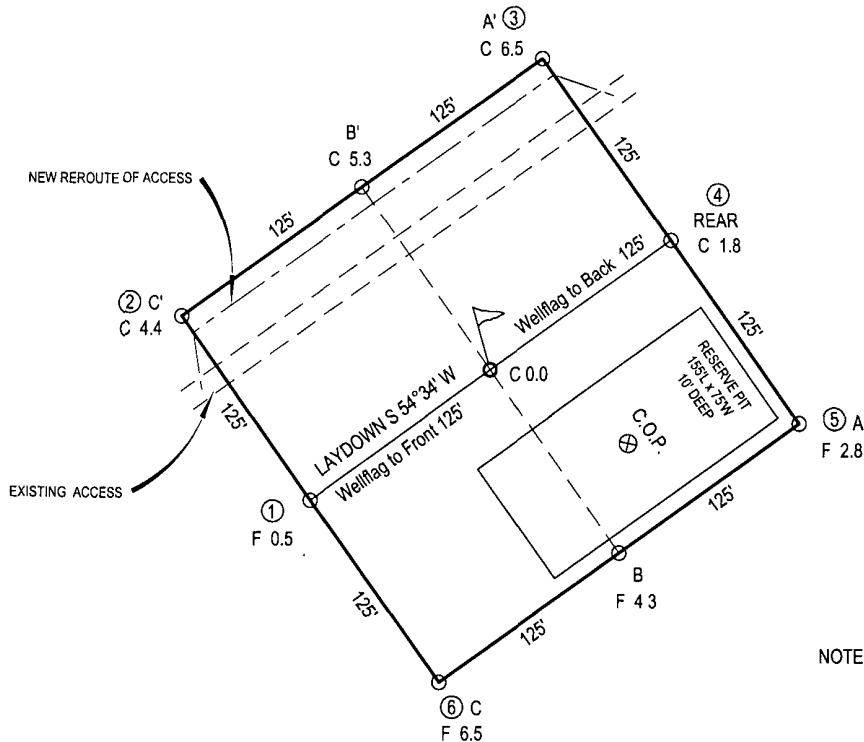 A' ③
C 6.5
125'
B'
C 5.3
125'
NEW REROUTE OF ACCESS
125'
④
REAR
C 1.8
② C'
C 4.4
Wellflag to Back 125'
125'
C 0.0
RESERVE PIT
155'L x 75'W
10' DEEP
125'
LAYDOWN S 54°34' W
Wellflag to Front 125'
C.O.P.
⑤ A
F 2.8
EXISTING ACCESS
①
F 0.5
125'
125'
B
F 4 3
125'
NOTE
⑥ C
F 6.5